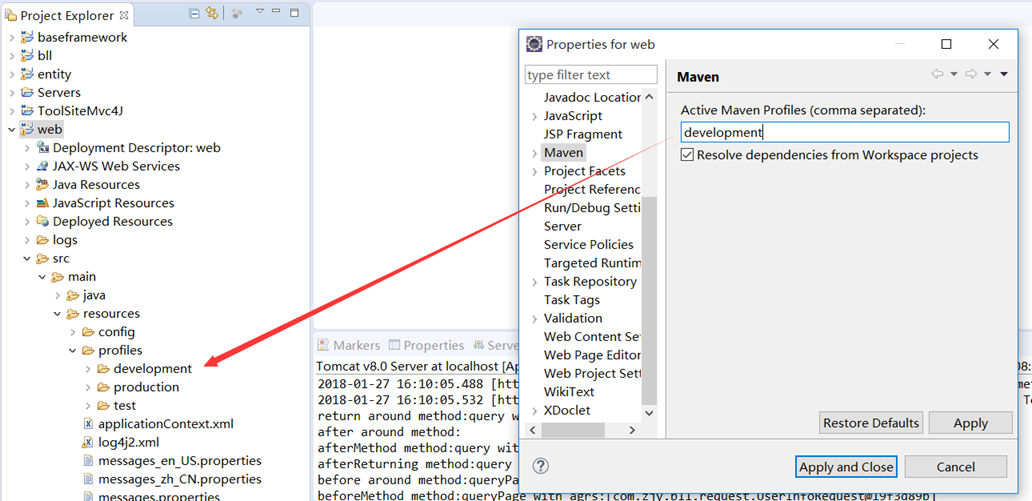 Project Explorer
baseframework
bll
entity
Servers
ToolSiteMvc4J
web
Deployment Descriptor: web
JAX-WS Web Services
Java Resources
JavaScript Resources
Deployed Resources
logs
src
main
java
resources
config
profiles
development
production
test
applicationContext.xml
log4j2.xml
messages_en_US.properties
messages_zh_CN.properties
messages.properties
Markers
Properties
Serve
Tomcat v8.0 Server at localhost [Ap
08:
2018-01-27 16:10:05.488 [htt
met
2018-01-27 16:10:05.532 [htt
To
return around method:query w
after around method:
afterMethod method:query wit
afterReturning method:query
before around method:query
beforeMethod method:queryPage with agrs:[com.zjy.bll.request.UserInfoRequest@19f3d89b]
Properties for web
type filter text
Javadoc Location
JavaScript
JSP Fragment
Maven
Project Facets
Project Referenc
Run/Debug Setti
Server
Service Policies
Targeted Runtim
Task Repository
Task Tags
Validation
Web Content Set
Web Page Editor
Web Project Sett
WikiText
XDoclet
Maven
Active Maven Profiles (comma separated):
development
Resolve dependencies from Workspace projects
Restore Defaults
Apply
Apply and Close
Cancel